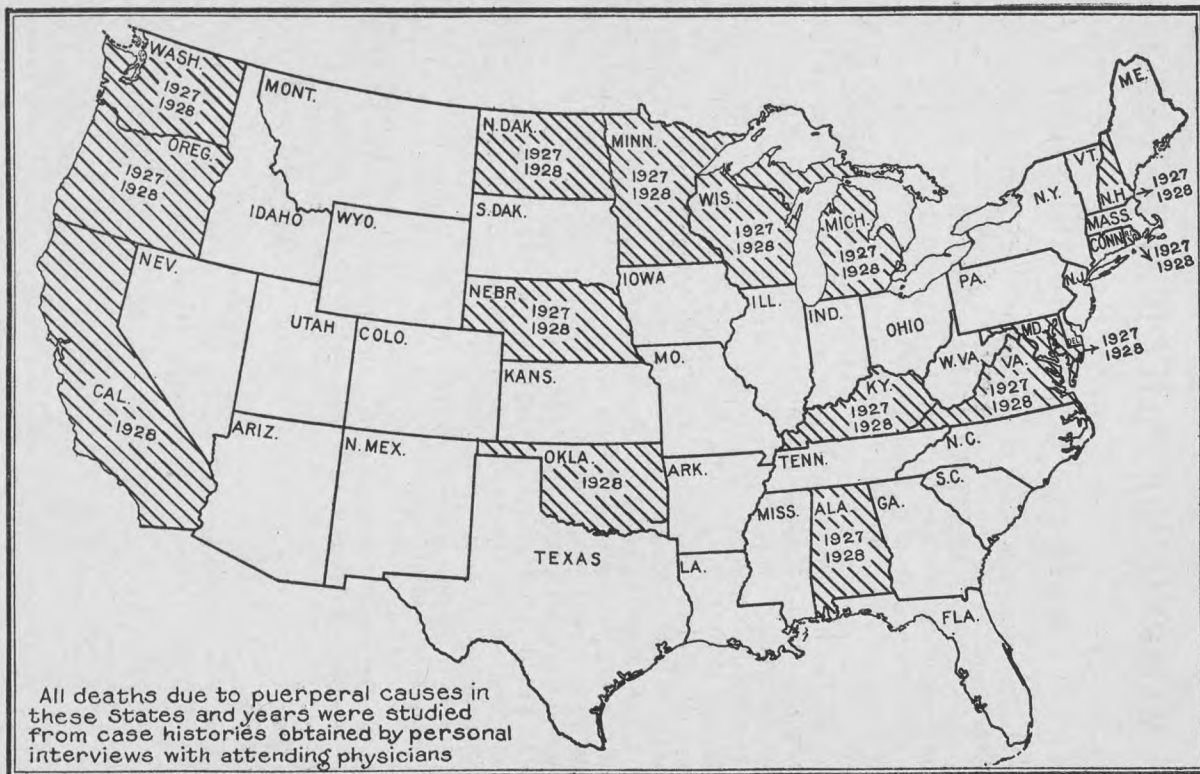 WASH.
1927
1928
OREG.
1927
1928
CAL.
1928
NEV.
IDAHO
MONT.
WYO.
UTAH
ARIZ.
COLO.
N.MEX.
N.DAK.
1927
1928
S.DAK.
NEBR.
1927
1928
KANS.
OKLA.
1928
TEXAS
MINN.
1927
1928
IOWA
MO.
ARK.
LA.
WIS.
1927
1928
MICH.
1927
1928
ILL.
IND.
OHIO
KY.
1927
1928
TENN.
MISS.
ALA.
1927
1928
GA.
FLA.
S.C.
N.C.
W.VA.
VA.
1927
1928
MD.
DEL.
1927
1928
PA.
N.J.
N.Y.
VT.
N.H.
1927
1928
ME.
MASS.
CONN.
R.I.
1927
1928
All deaths due to puerperal causes in
these States and years were studied
from case histories obtained by personal
interviews with attending physicians